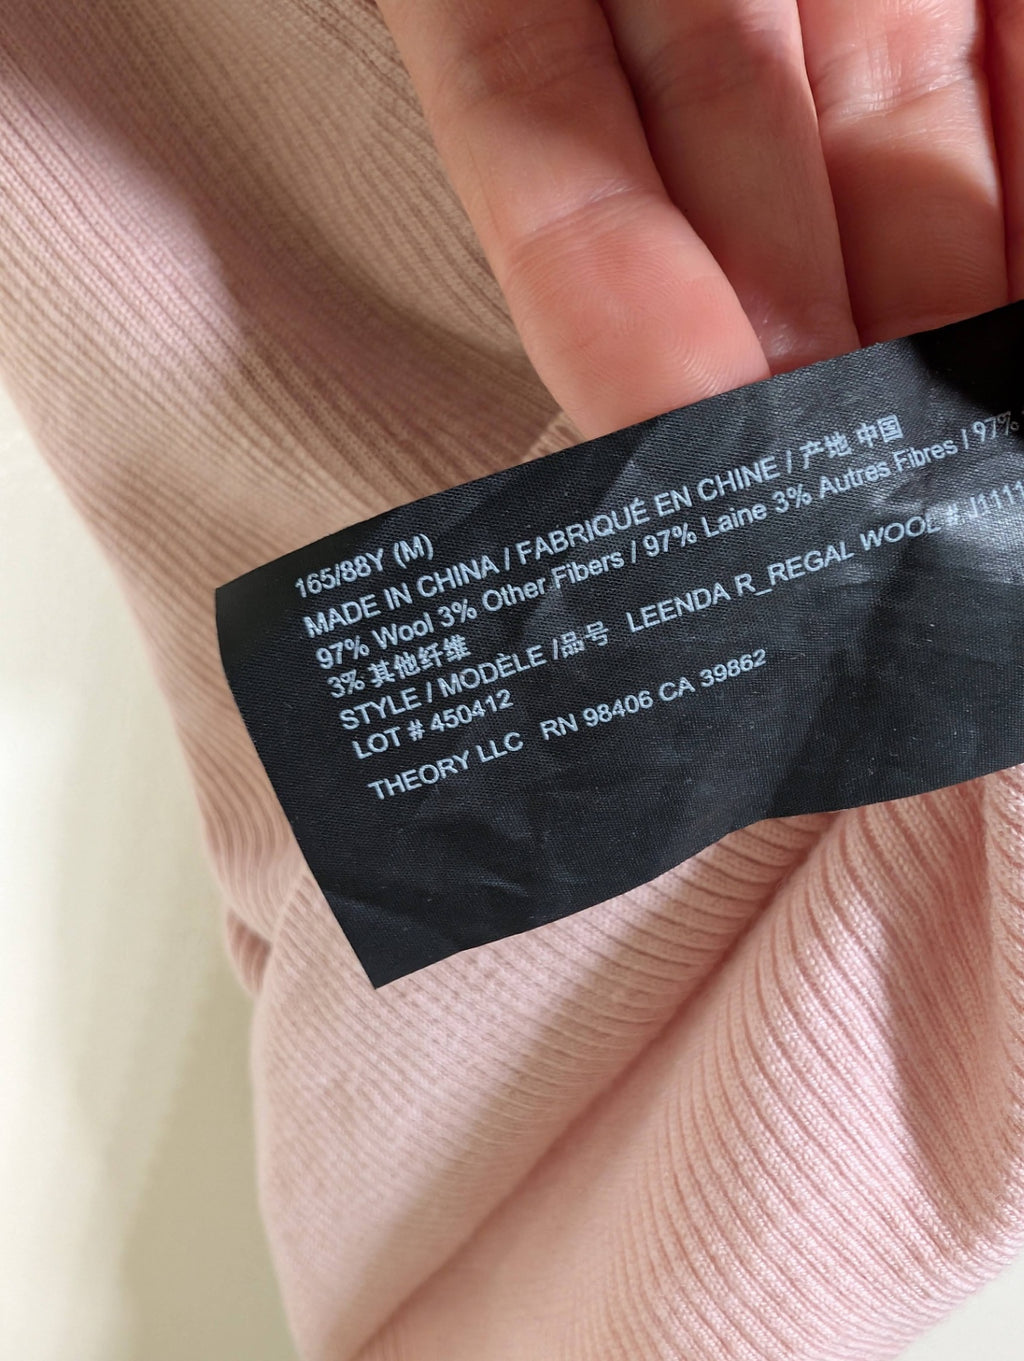 165/88Y (M)
MADE IN CHINA / FABRIQUÉ EN CHINE / 产地 中国
97% Wool 3% Other Fibers / 97% Laine 3% Autres Fibres / 97%
3% 其他纤维
STYLE / MODÈLE /品号 LEENDA R_REGAL WOOL # J1111
LOT # 450412
THEORY LLC RN 98406 CA 39862